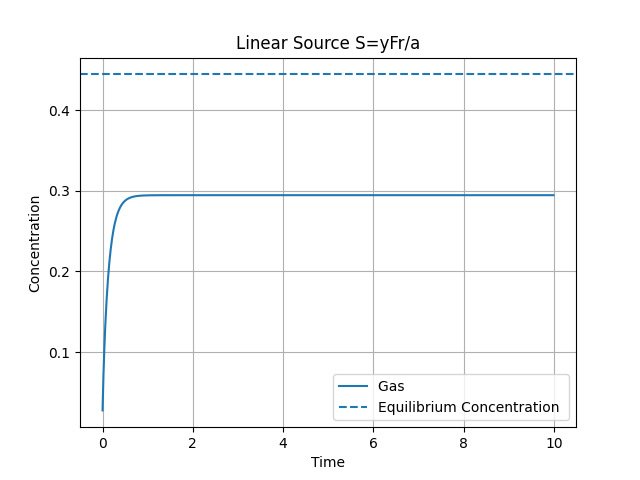 Linear Source S=yFr/a
Concentration
0.4
0.3
0.2
0.1
Gas
Equilibrium Concentration
0 2 4 6 8 10
Time